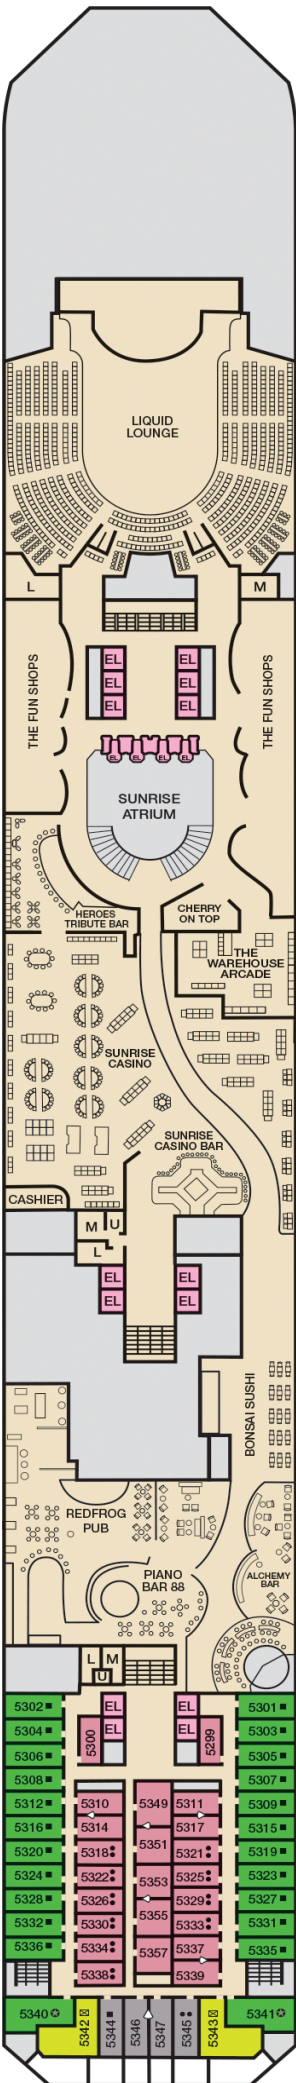 LIQUID
LOUNGE
L
M
THE FUN SHOPS
EL
EL
EL
EL
EL
EL
THE FUN SHOPS
EL
EL
EL
EL
SUNRISE
ATRIUM
HEROES
TRIBUTE BAR
CHERRY
ON TOP
THE
WAREHOUSE
ARCADE
SUNRISE
CASINO
SUNRISE
CASINO BAR
CASHIER
M
U
L
EL
EL
EL
EL
BONSAI SUSHI
REDFROG
PUB
PIANO
BAR 88
ALCHEMY
BAR
L
M
U
5302
5304
5306
5308
5312
5316
5320
5324
5328
5332
5336
EL
EL
5300
EL
EL
5299
5301
5303
5305
5307
5309
5315
5319
5323
5327
5331
5335
5310
5314
5318
5322
5326
5330
5334
5338
5349
5351
5353
5355
5357
5311
5317
5321
5325
5329
5333
5337
5339
5340
5342
5344
5346
5347
5345
5343
5341